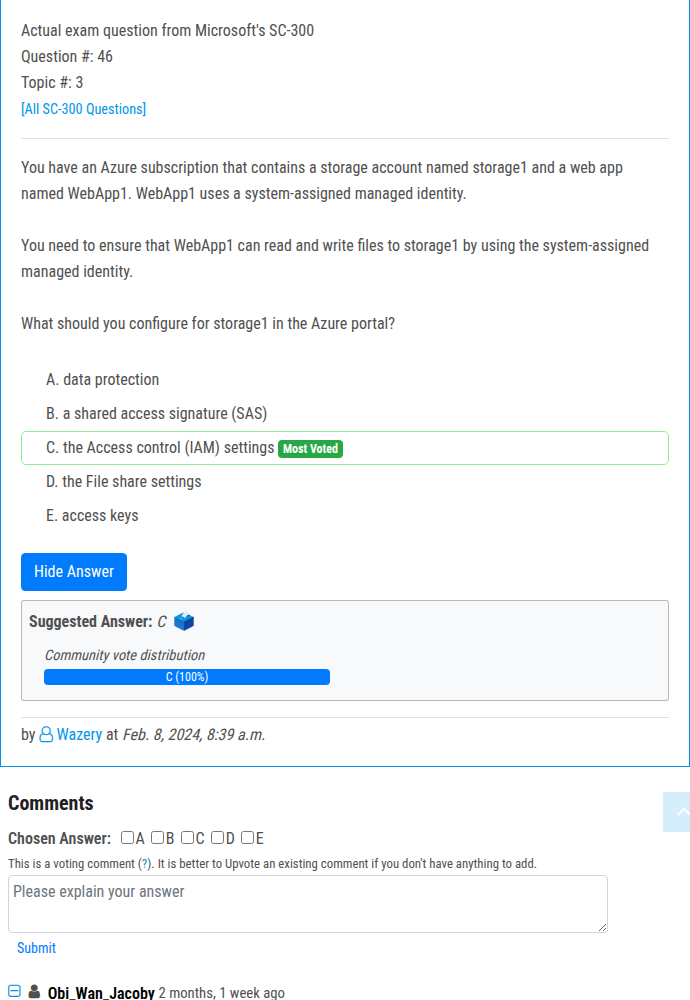 Actual exam question from Microsoft's SC-300
Question #: 46
Topic #: 3
[All SC-300 Questions]
You have an Azure subscription that contains a storage account named storage1 and a web app
named WebApp1. WebApp1 uses a system-assigned managed identity.
You need to ensure that WebApp1 can read and write files to storage1 by using the system-assigned
managed identity.
What should you configure for storage1 in the Azure portal?
A. data protection
B. a shared access signature (SAS)
C. the Access control (IAM) settings Most Voted
D. the File share settings
E. access keys
Hide Answer
Suggested Answer: C
Community vote distribution
C (100%)
by Wazery at Feb. 8, 2024, 8:39 a.m.
Comments
Chosen Answer: A B C D E
This is a voting comment (?). It is better to Upvote an existing comment if you don't have anything to add.
Please explain your answer
Submit
Obi_Wan_Jacoby 2 months, 1 week ago